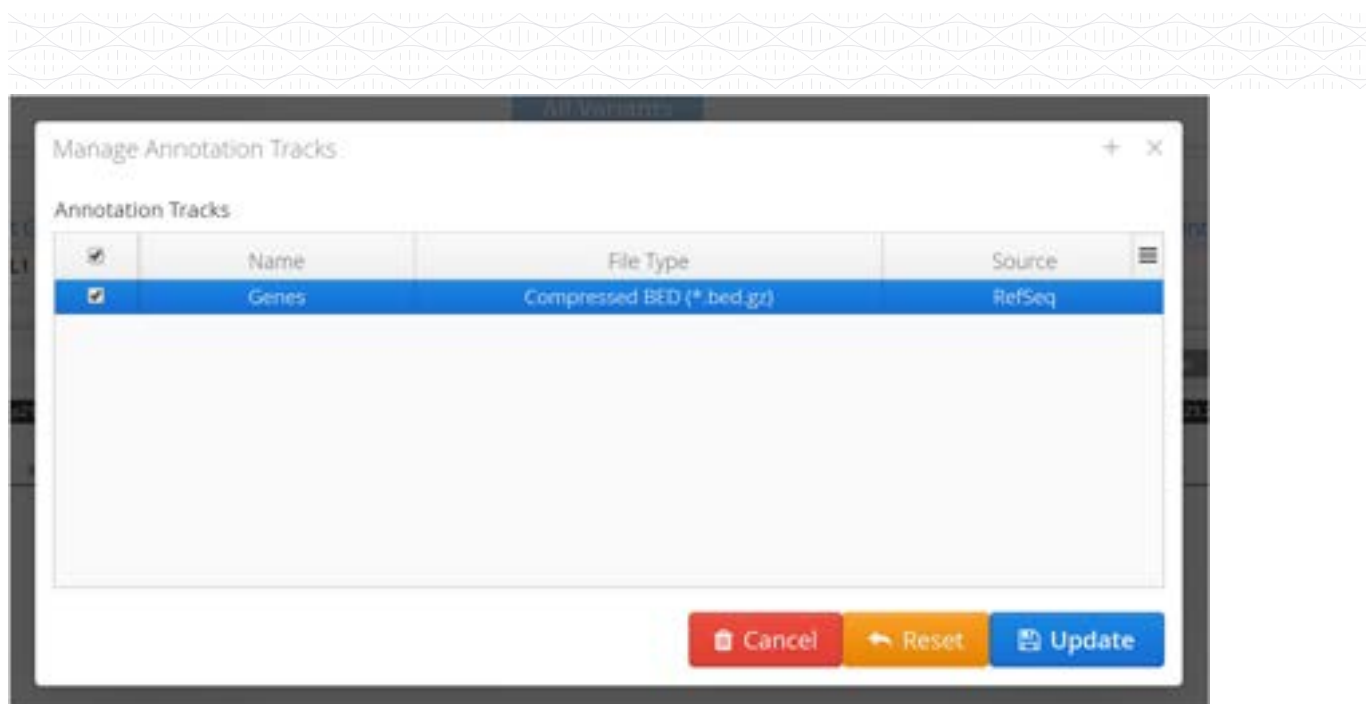 All Variants
Manage Annotation Tracks
Annotation Tracks
Name File Type Source
Genes Compressed BED (*.bed.gz) RefSeq
Cancel Reset Update